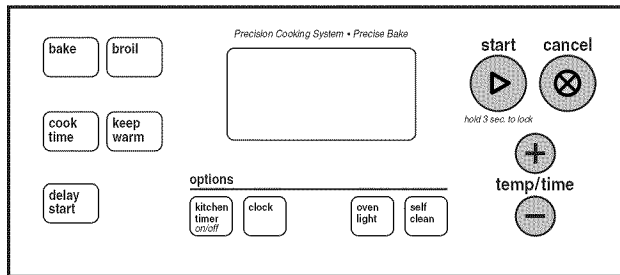 Precision Cooking System • Precise Bake
bake
broil
cook
time
keep
warm
delay
start
start
cancel
hold 3 sec. to lock
temp/time
options
kitchen
timer
on/off
clock
oven
light
self
clean